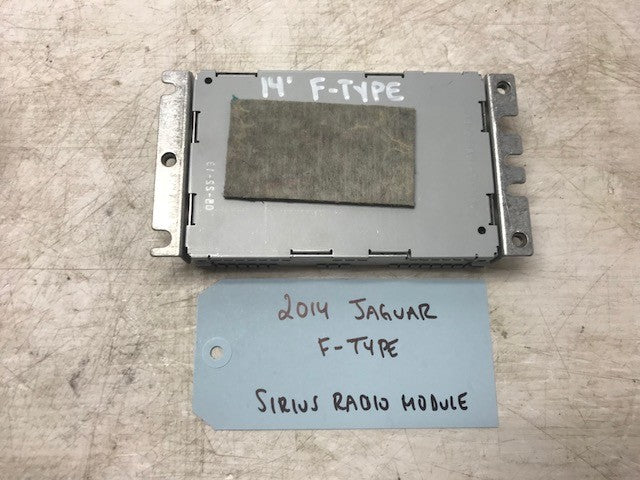 14' F-TYPE
2014 JAGUAR
F-TYPE
SIRIUS RADIO MODULE